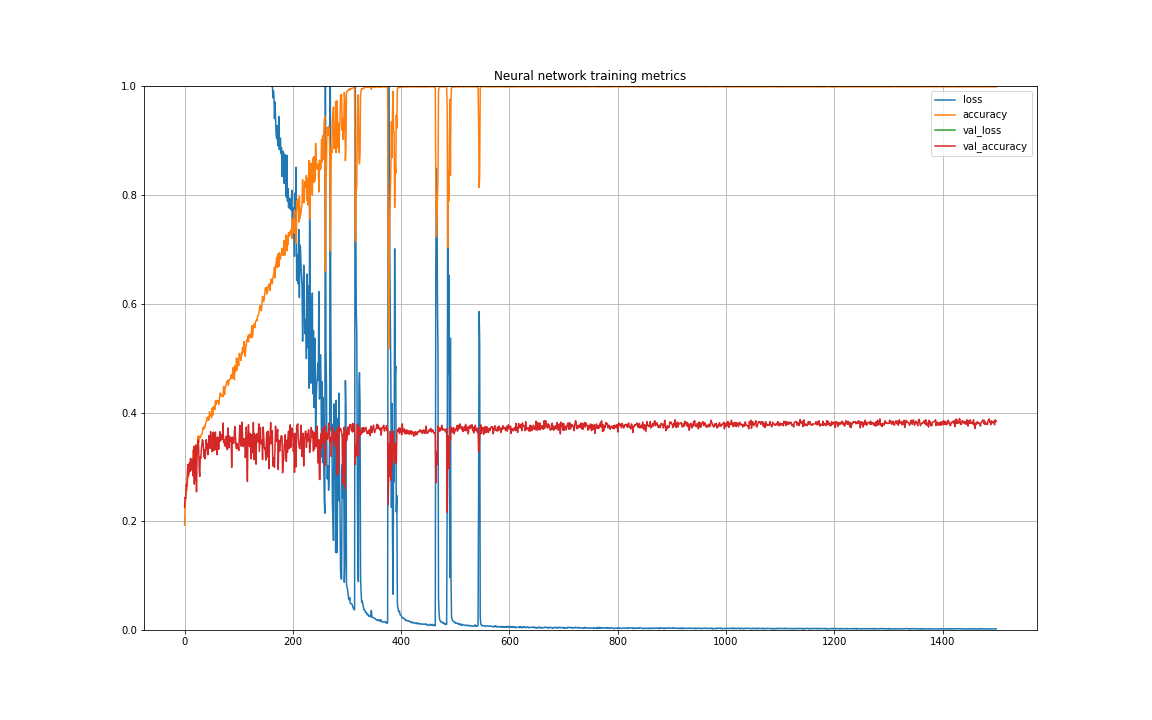 Neural network training metrics
1.0
loss
accuracy
val_loss
val_accuracy
0.8
0.6
0.4
0.2
0.0
0 200 400 600 800 1000 1200 1400